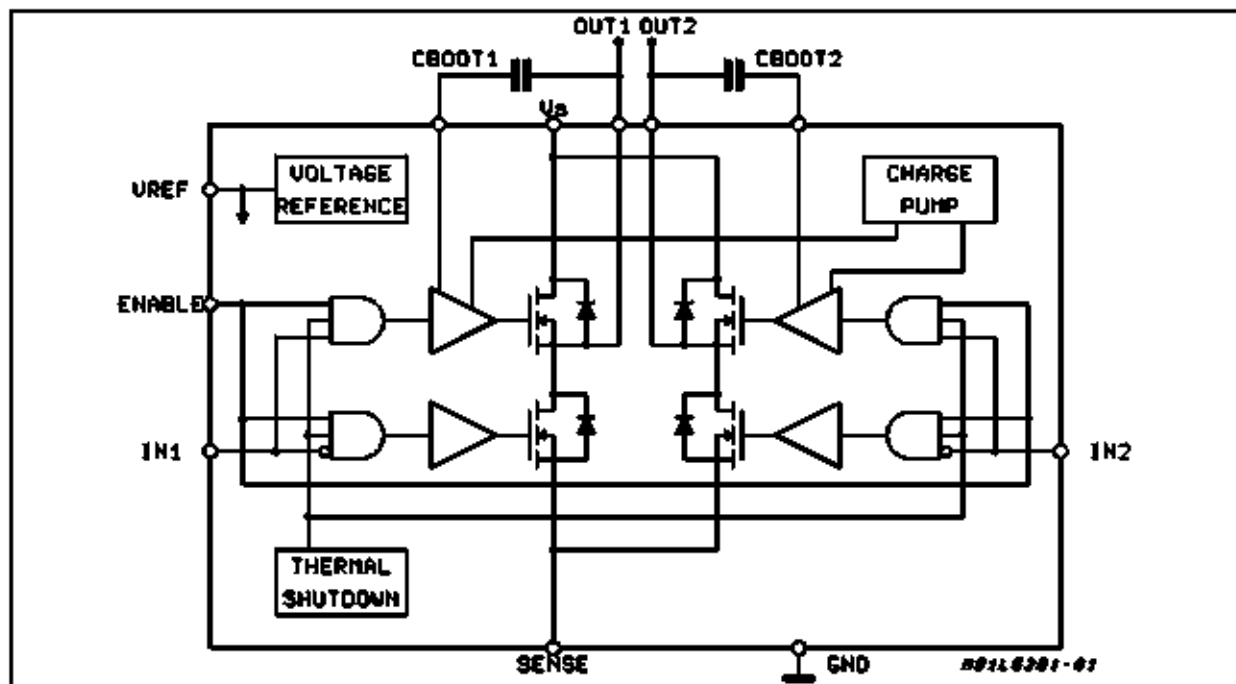 OUT1 OUT2
CBOOT1
CBOOT2
Vs
VREF
VOLTAGE
REFERENCE
CHARGE
PUMP
ENABLE
IN1
IN2
THERMAL
SHUTDOWN
SENSE
GND